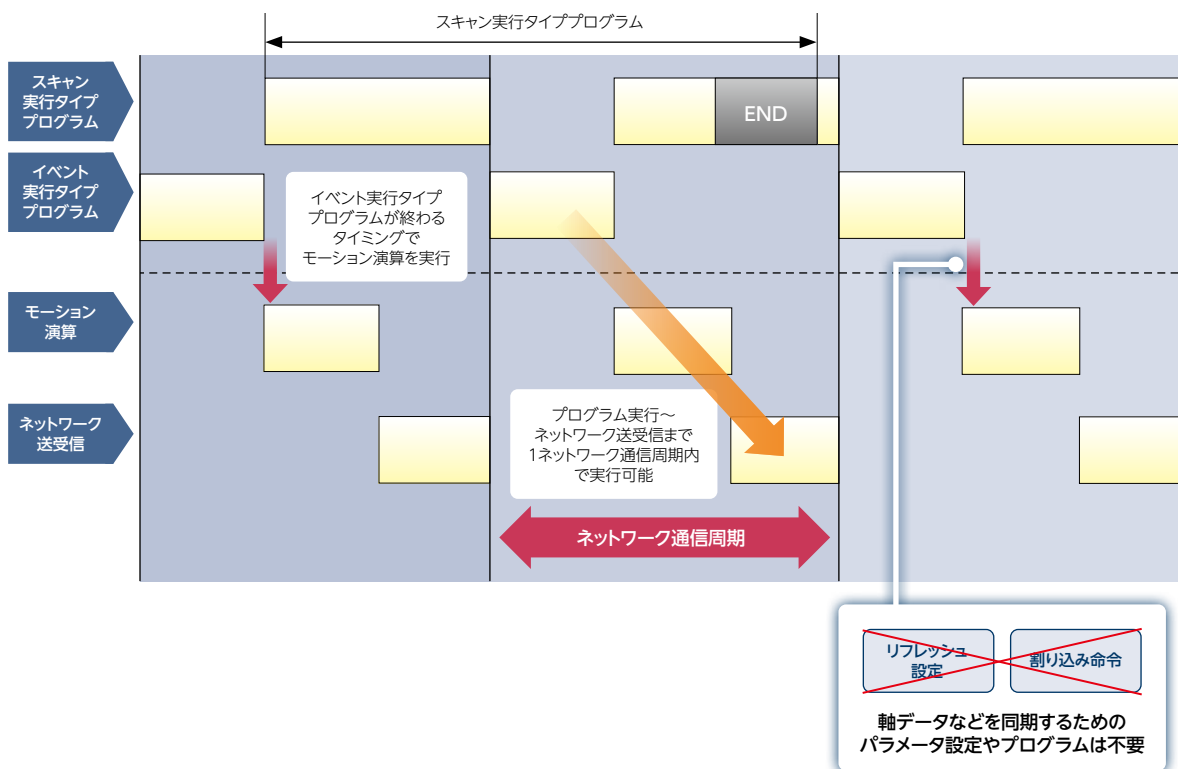 スキャン実行タイププログラム
スキャン
実行タイプ
プログラム
END
イベント
実行タイプ
プログラム
イベント実行タイプ
プログラムが終わる
タイミングで
モーション演算を実行
モーション
演算
ネットワーク
送受信
プログラム実行～
ネットワーク送受信まで
1ネットワーク通信周期内
で実行可能
ネットワーク通信周期
リフレッシュ
設定
割り込み命令
軸データなどを同期するための
パラメータ設定やプログラムは不要